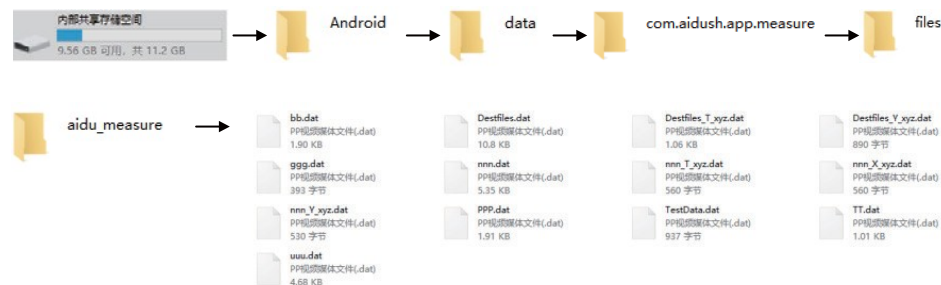 内部共享存储空间
9.56 GB 可用，共 11.2 GB
Android
data
com.aidush.app.measure
files
aidu_measure
bb.dat
PP视频媒体文件(.dat)
1.90 KB
Destfiles.dat
PP视频媒体文件(.dat)
10.8 KB
Destfiles_T_xyz.dat
PP视频媒体文件(.dat)
1.06 KB
Destfiles_Y_xyz.dat
PP视频媒体文件(.dat)
890 字节
ggg.dat
PP视频媒体文件(.dat)
393 字节
nnn.dat
PP视频媒体文件(.dat)
5.35 KB
nnn_T_xyz.dat
PP视频媒体文件(.dat)
560 字节
nnn_X_xyz.dat
PP视频媒体文件(.dat)
560 字节
nnn_Y_xyz.dat
PP视频媒体文件(.dat)
530 字节
PPP.dat
PP视频媒体文件(.dat)
1.91 KB
TestData.dat
PP视频媒体文件(.dat)
937 字节
TT.dat
PP视频媒体文件(.dat)
1.01 KB
uuu.dat
PP视频媒体文件(.dat)
4.68 KB